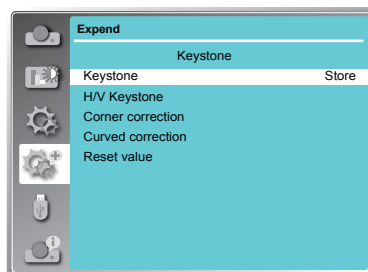 Expend
Keystone
Keystone Store
H/V Keystone
Corner correction
Curved correction
Reset value